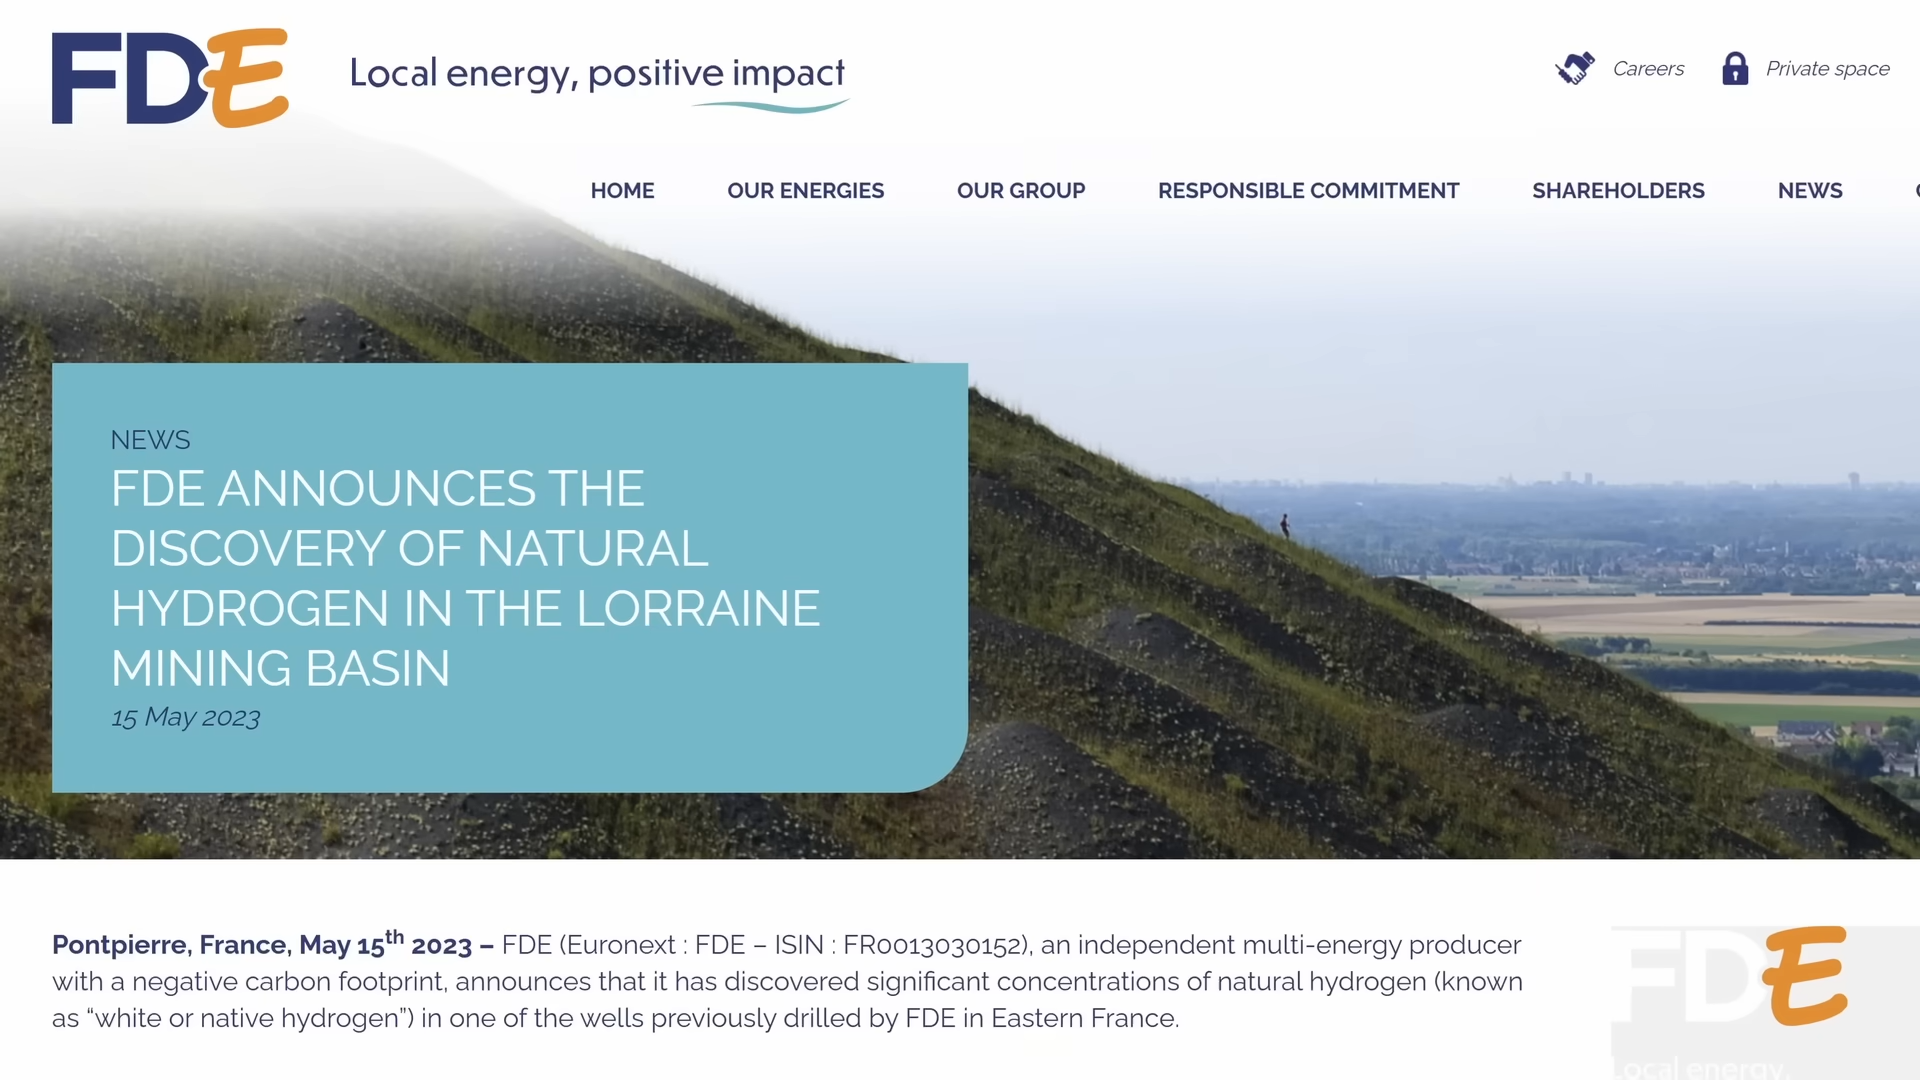 FDE
Local energy, positive impact
Careers
Private space
HOME
OUR ENERGIES
OUR GROUP
RESPONSIBLE COMMITMENT
SHAREHOLDERS
NEWS
NEWS
FDE ANNOUNCES THE
DISCOVERY OF NATURAL
HYDROGEN IN THE LORRAINE
MINING BASIN
15 May 2023
Pontpierre, France, May 15th 2023 – FDE (Euronext : FDE – ISIN : FR0013030152), an independent multi-energy producer
with a negative carbon footprint, announces that it has discovered significant concentrations of natural hydrogen (known
as “white or native hydrogen”) in one of the wells previously drilled by FDE in Eastern France.
FDE
Local energy,